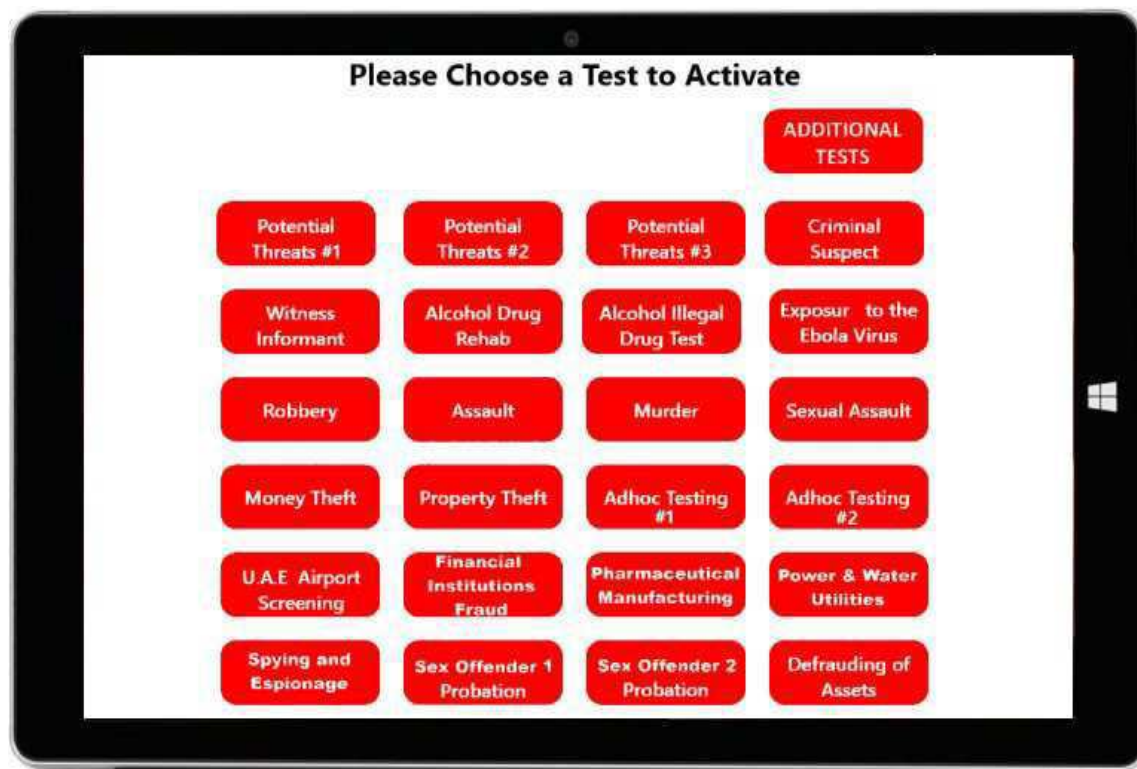 Please Choose a Test to Activate
ADDITIONAL
TESTS
Potential
Threats #1
Potential
Threats #2
Potential
Threats #3
Criminal
Suspect
Witness
Informant
Alcohol Drug
Rehab
Alcohol Illegal
Drug Test
Exposur to the
Ebola Virus
Robbery
Assault
Murder
Sexual Assault
Money Theft
Property Theft
Adhoc Testing
#1
Adhoc Testing
#2
U.A.E Airport
Screening
Financial
Institutions
Fraud
Pharmaceutical
Manufacturing
Power & Water
Utilities
Spying and
Espionage
Sex Offender 1
Probation
Sex Offender 2
Probation
Defrauding of
Assets